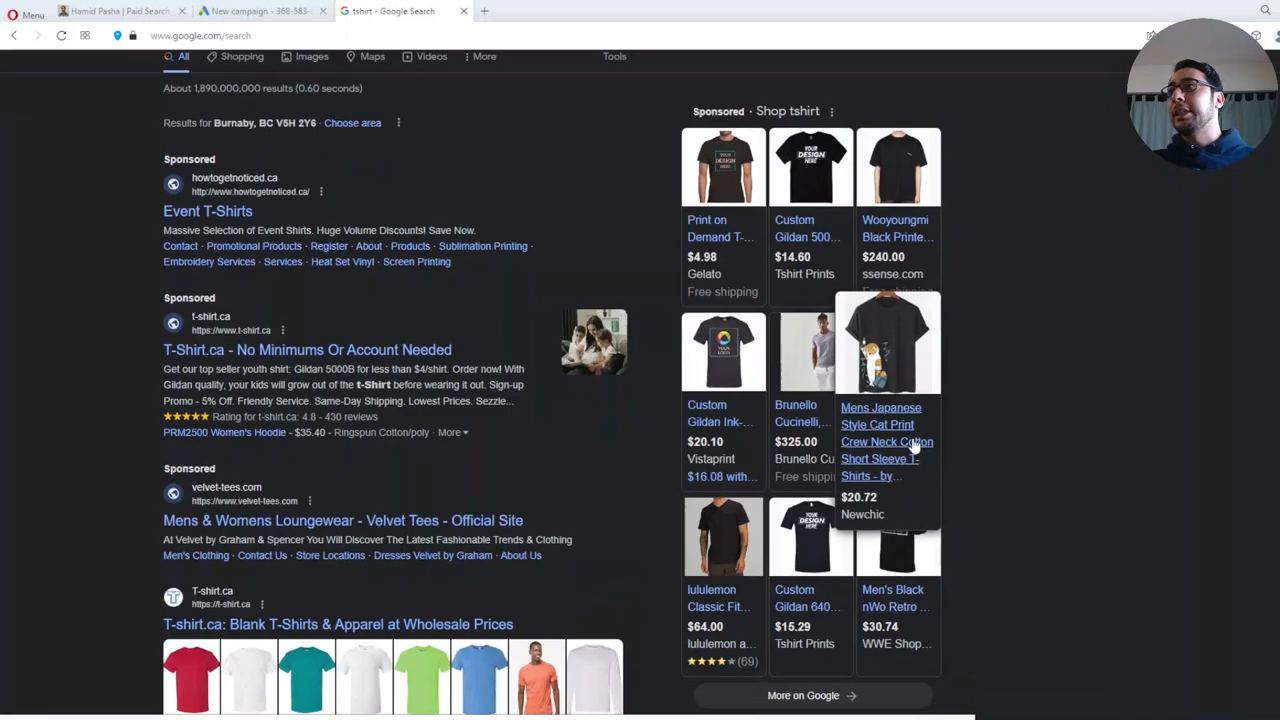 Menu
Hamid Pasha | Paid Search
New campaign - 368-583-
tshirt - Google Search
www.google.com/search
All
Shopping
Images
Maps
Videos
More
Tools
About 1,890,000,000 results (0.60 seconds)
Results for Burnaby, BC V5H 2Y6 · Choose area
Sponsored
howtogetnoticed.ca
http://www.howtogetnoticed.ca/
Event T-Shirts
Massive Selection of Event Shirts. Huge Volume Discounts! Save Now.
Contact · Promotional Products · Register · About · Products · Sublimation Printing ·
Embroidery Services · Services · Heat Set Vinyl · Screen Printing
Sponsored
t-shirt.ca
https://www.t-shirt.ca
T-Shirt.ca - No Minimums Or Account Needed
Get our top seller youth shirt: Gildan 5000B for less than $4/shirt. Order now! With
Gildan quality, your kids will grow out of the t-Shirt before wearing it out. Sign-up
Promo - 5% Off. Friendly Service. Same-Day Shipping. Lowest Prices. Sezzle...
Rating for t-shirt.ca: 4.8 - 430 reviews
PRM2500 Women's Hoodie - $35.40 - Ringspun Cotton/poly · More
Sponsored
velvet-tees.com
https://www.velvet-tees.com
Mens & Womens Loungewear - Velvet Tees - Official Site
At Velvet by Graham & Spencer You Will Discover The Latest Fashionable Trends & Clothing
Men's Clothing · Contact Us · Store Locations · Dresses Velvet by Graham · About Us
T-shirt.ca
https://t-shirt.ca
T-shirt.ca: Blank T-Shirts & Apparel at Wholesale Prices
Sponsored · Shop tshirt
YOUR
DESIGN
HERE
Print on
Demand T-...
$4.98
Gelato
Free shipping
YOUR
DESIGN
HERE
Custom
Gildan 500...
$14.60
Tshirt Prints
Wooyoungmi
Black Printe...
$240.00
ssense.com
Free shipping
YOUR
LOGO
Custom
Gildan Ink-...
$20.10
Vistaprint
$16.08 with...
Brunello
Cucinelli,...
$325.00
Brunello Cu
Free shipping
Mens Japanese
Style Cat Print
Crew Neck Cotton
Short Sleeve T-
Shirts - by...
$20.72
Newchic
lululemon
Classic Fit...
$64.00
lululemon a...
(69)
YOUR
DESIGN
HERE
Custom
Gildan 640...
$15.29
Tshirt Prints
Men's Black
nWo Retro ...
$30.74
WWE Shop...
More on Google